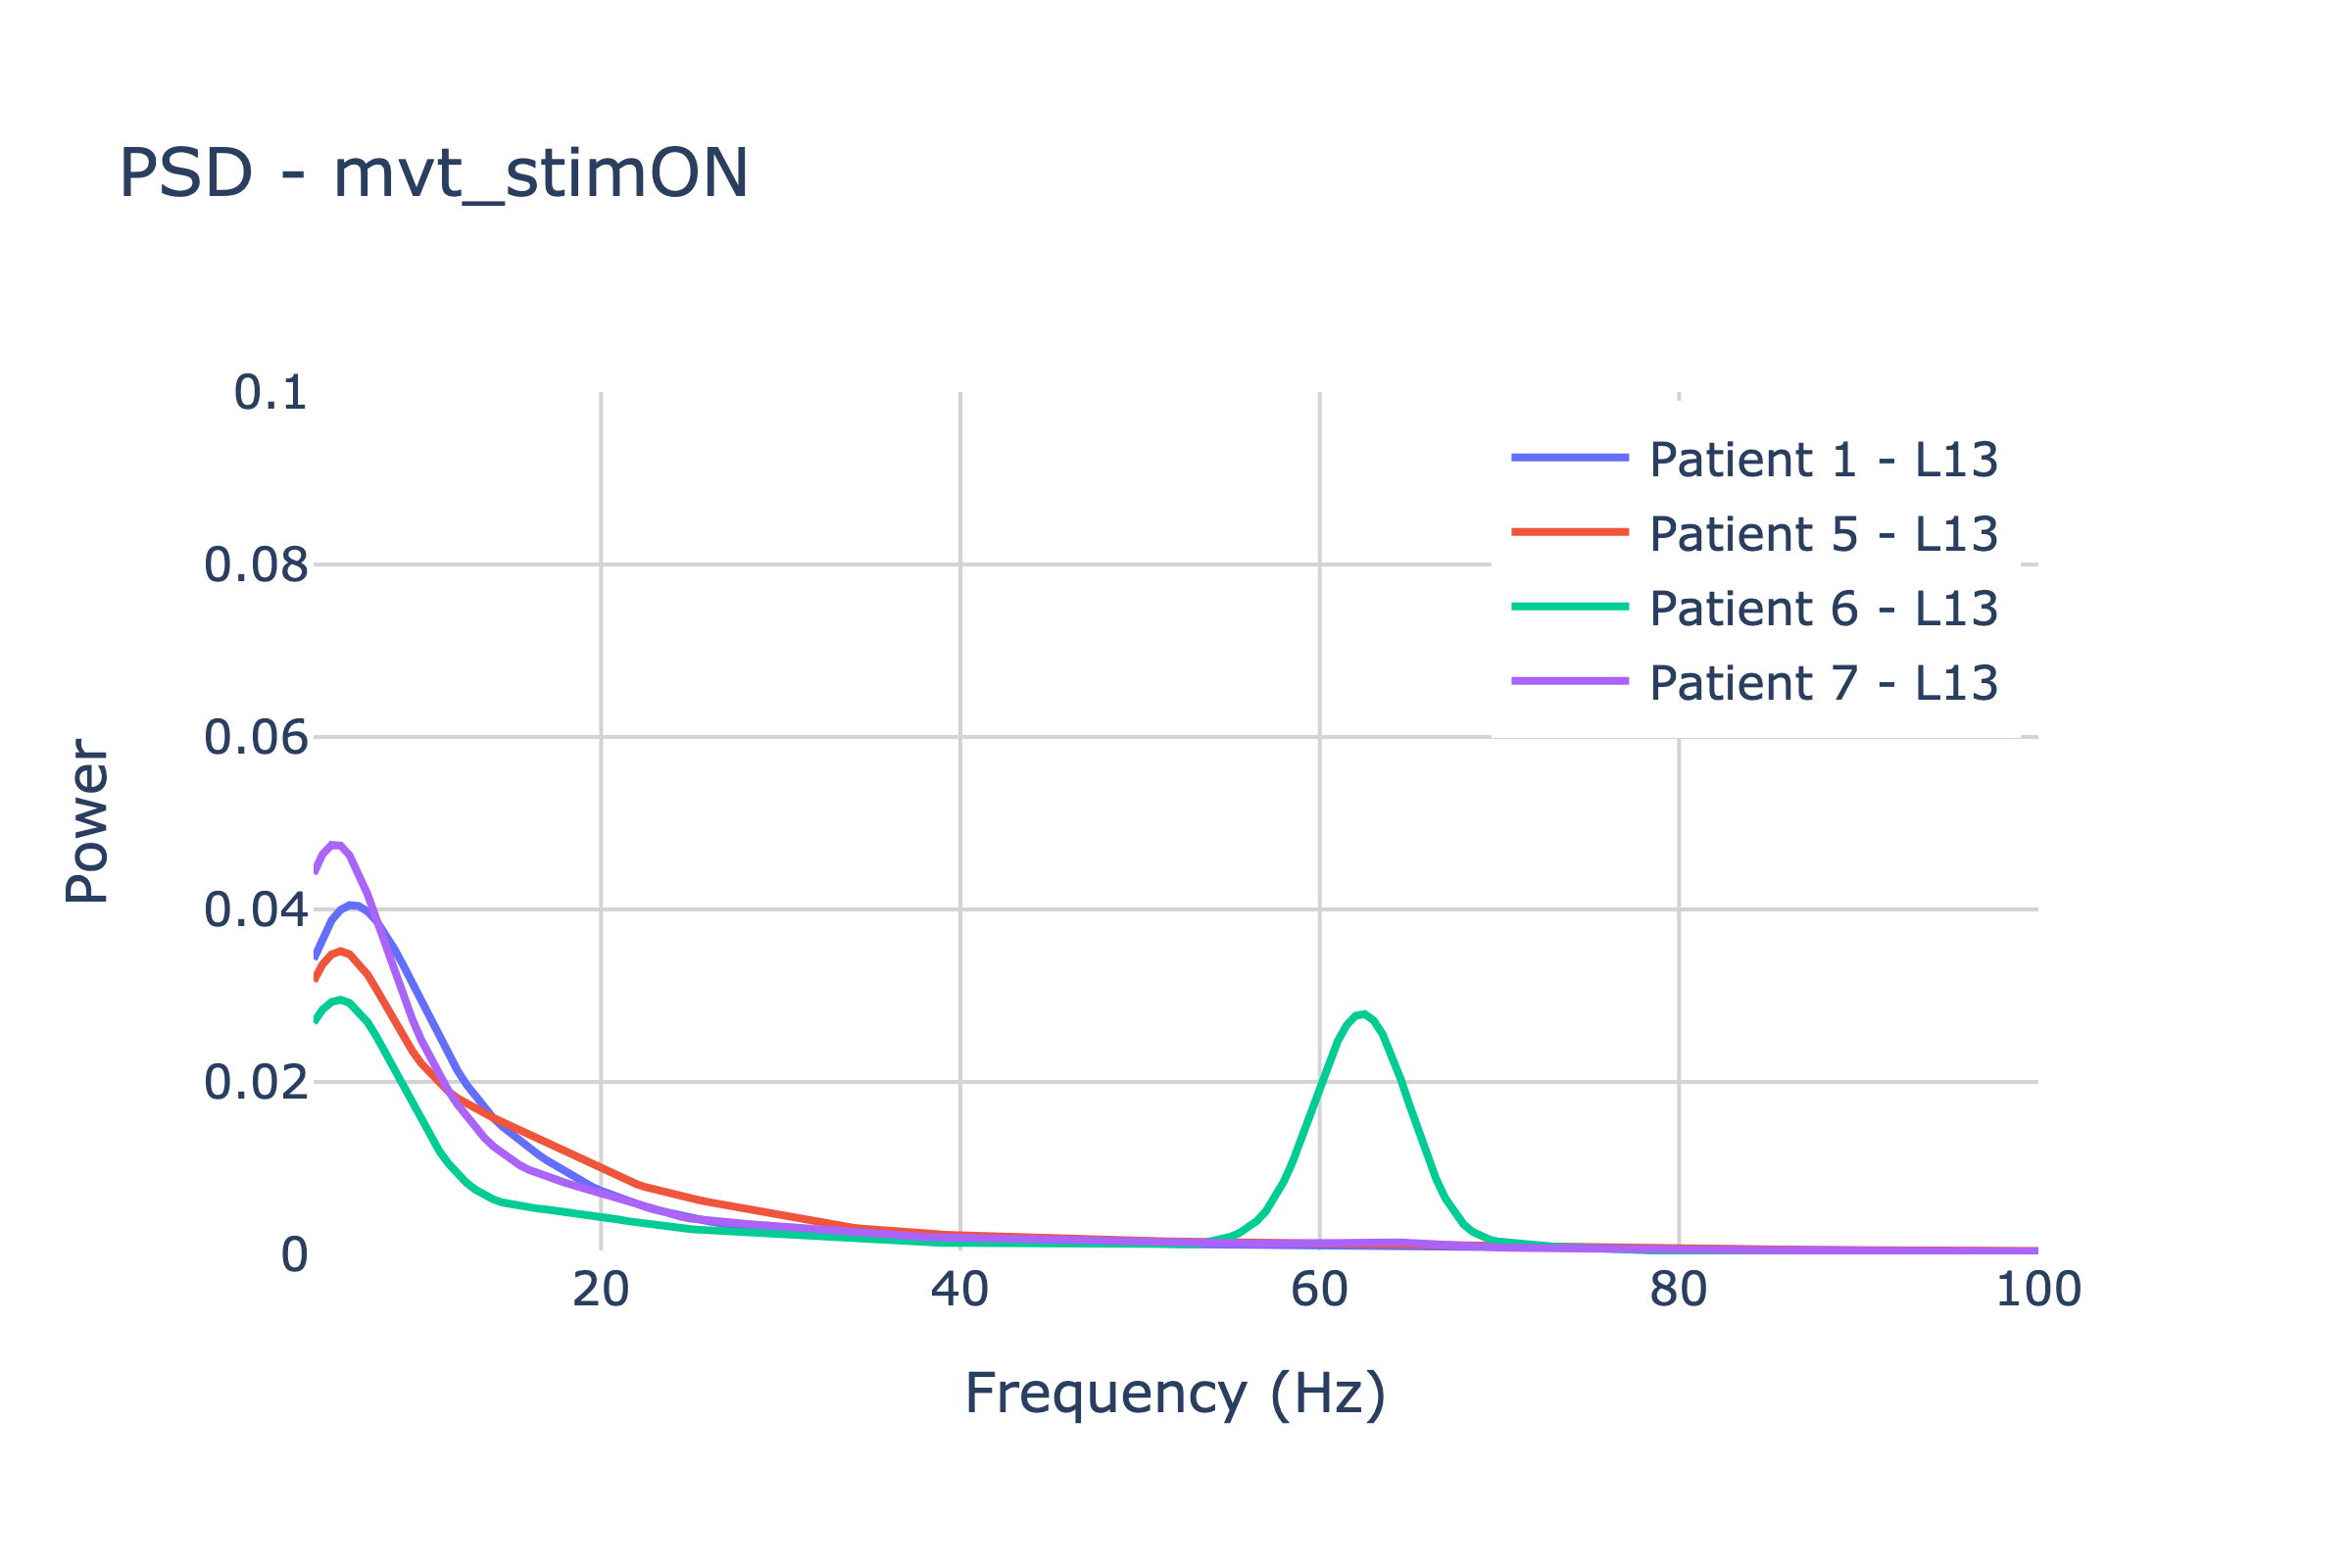 PSD - mvt_stimON
0.1
0.08
0.06
0.04
0.02
0
Power
20 40 60 80 100
Frequency (Hz)
Patient 1 - L13
Patient 5 - L13
Patient 6 - L13
Patient 7 - L13